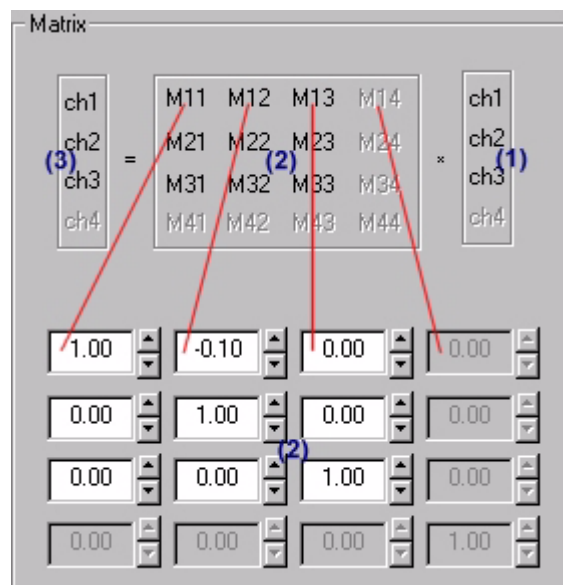 Matrix
ch1 M11 M12 M13 M14 ch1
ch2 M21 M22 M23 M24 ch2
(3) = (2) × (1)
ch3 M31 M32 M33 M34 ch3
ch4 M41 M42 M43 M44 ch4
1.00 -0.10 0.00 0.00
0.00 1.00 0.00 0.00
(2)
0.00 0.00 1.00 0.00
0.00 0.00 0.00 1.00